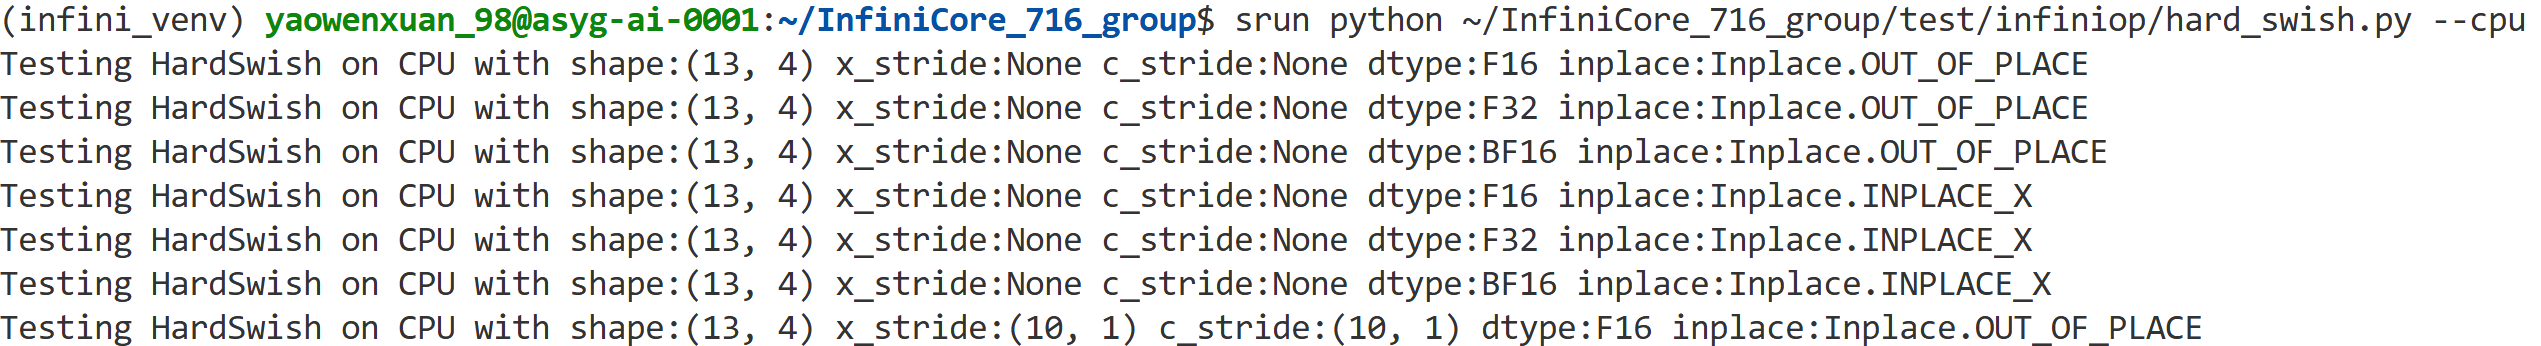 (infini_venv) yaowenxuan_98@asyg-ai-0001:~/InfiniCore_716_group$ srun python ~/InfiniCore_716_group/test/infiniop/hard_swish.py --cpu
Testing HardSwish on CPU with shape:(13, 4) x_stride:None c_stride:None dtype:F16 inplace:Inplace.OUT_OF_PLACE
Testing HardSwish on CPU with shape:(13, 4) x_stride:None c_stride:None dtype:F32 inplace:Inplace.OUT_OF_PLACE
Testing HardSwish on CPU with shape:(13, 4) x_stride:None c_stride:None dtype:BF16 inplace:Inplace.OUT_OF_PLACE
Testing HardSwish on CPU with shape:(13, 4) x_stride:None c_stride:None dtype:F16 inplace:Inplace.INPLACE_X
Testing HardSwish on CPU with shape:(13, 4) x_stride:None c_stride:None dtype:F32 inplace:Inplace.INPLACE_X
Testing HardSwish on CPU with shape:(13, 4) x_stride:None c_stride:None dtype:BF16 inplace:Inplace.INPLACE_X
Testing HardSwish on CPU with shape:(13, 4) x_stride:(10, 1) c_stride:(10, 1) dtype:F16 inplace:Inplace.OUT_OF_PLACE